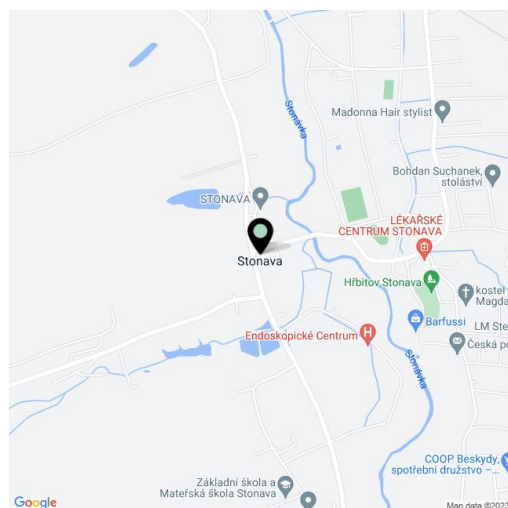 Stonávka
Madonna Hair stylist
Bohdan Suchanek,
stolářství
STONAVA
LÉKAŘSKÉ
CENTRUM STONAVA
Stonava
Hřbitov Stonava
kostel
Magda
Barfussi
LM Ste
Endoskopické Centrum
Česká po
Stonávka
COOP Beskydy,
spotřební družstvo –...
Základní škola a
Mateřská škola Stonava
Google
Map data ©2023